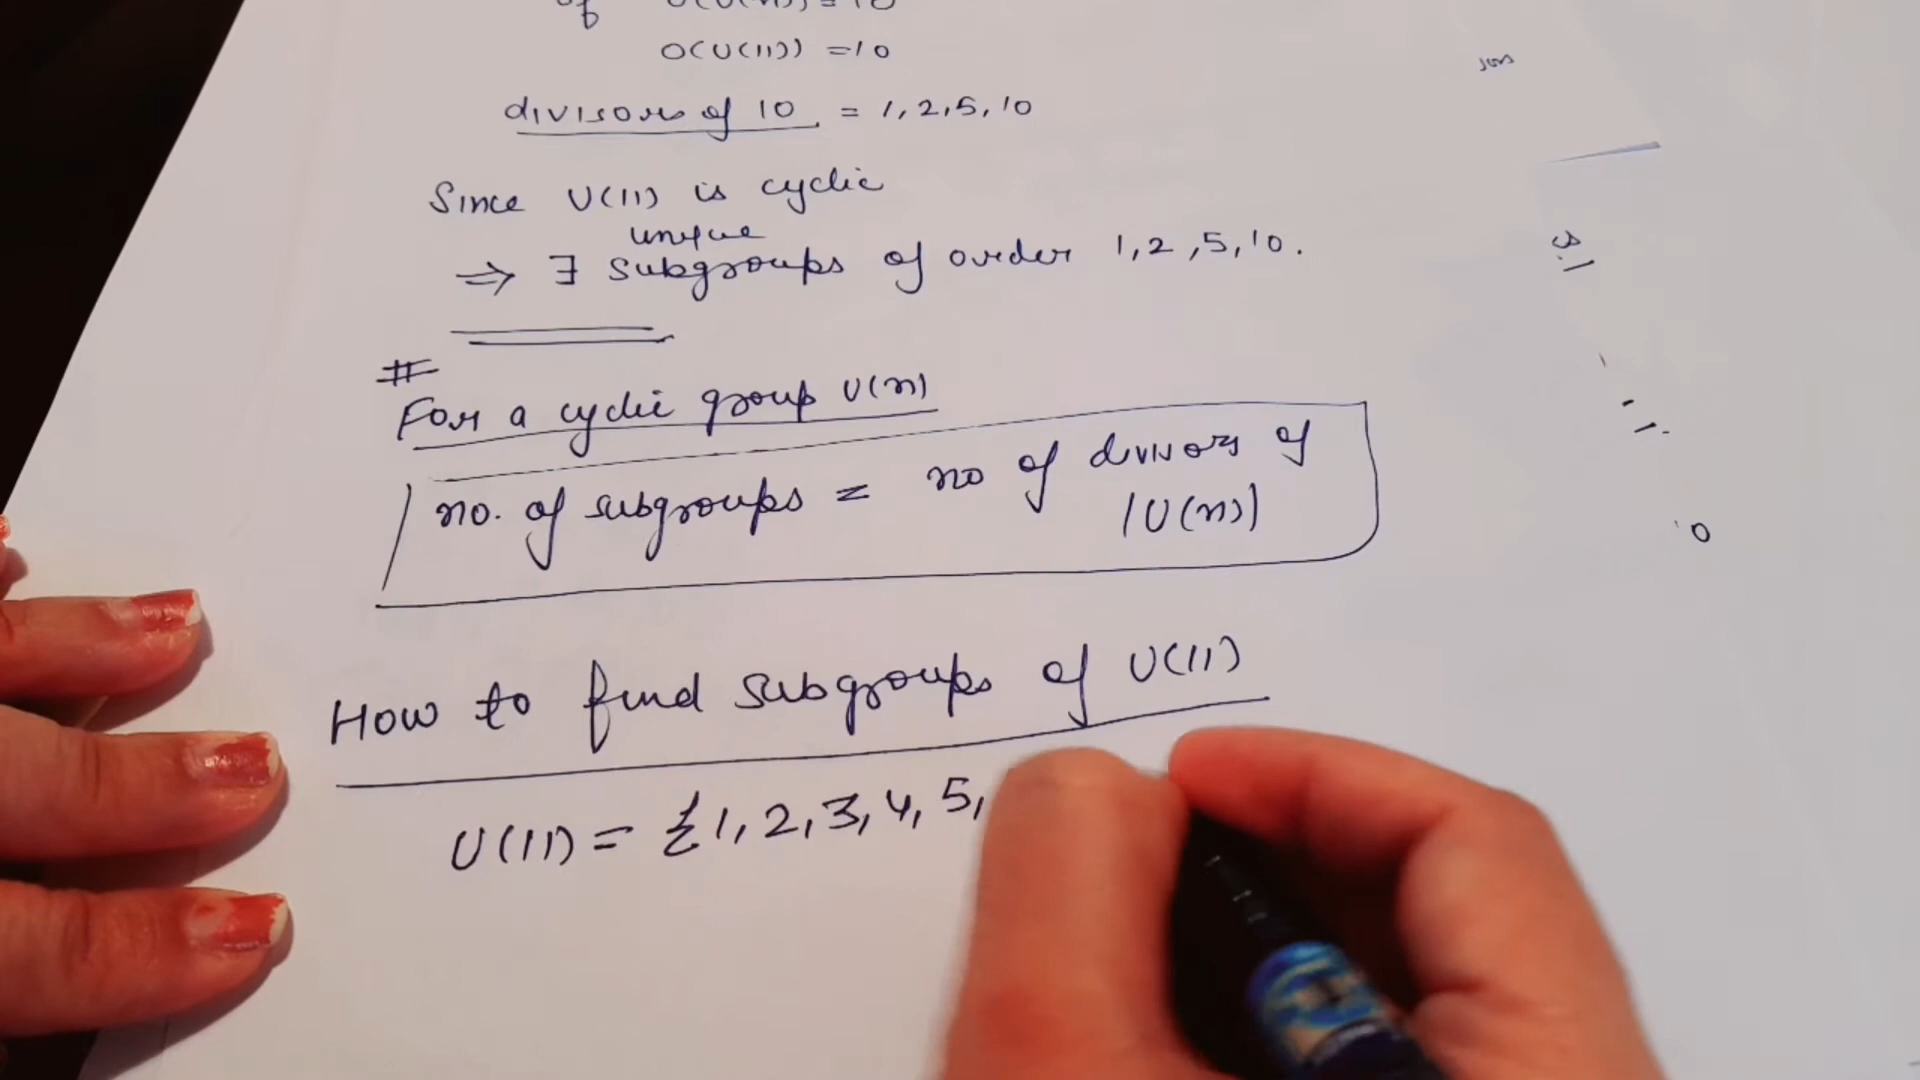 of
O(U(11)) = 10
divisors of 10 = 1, 2, 5, 10
Since U(11) is cyclic
unique
⇒ ∃ subgroups of order 1, 2, 5, 10.
#
For a cyclic group U(n)
no. of subgroups = no of divisors of
|U(n)|
How to find subgroups of U(11)
U(11) = {1, 2, 3, 4, 5,